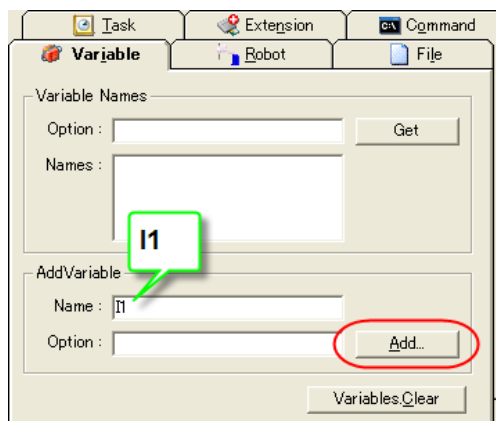 Task Extension Command
Variable Robot File
Variable Names
Option : Get
Names :
I1
AddVariable
Name : I1
Option : Add...
Variables.Clear